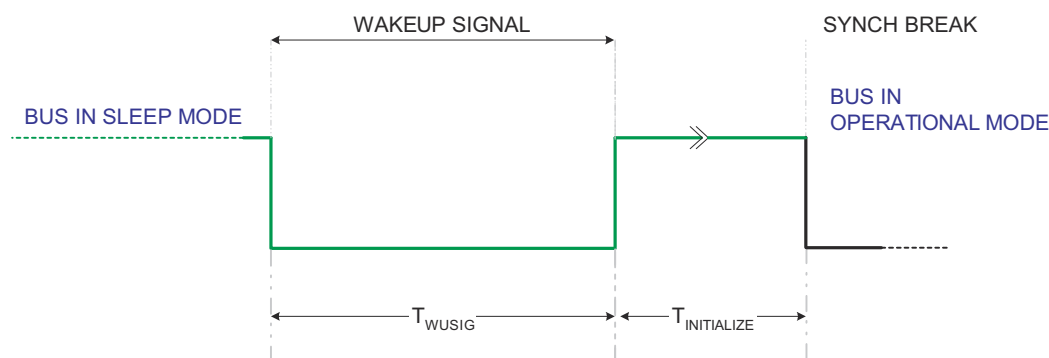 WAKEUP SIGNAL
SYNCH BREAK
BUS IN SLEEP MODE
BUS IN
OPERATIONAL MODE
TWUSIG
TINITIALIZE